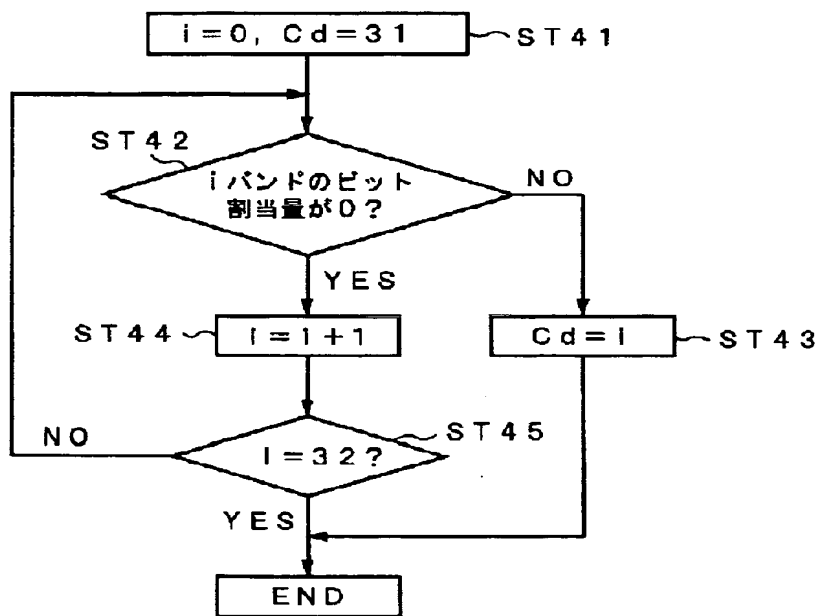 i=0, Cd=31
ST41
ST42
iバンドのビット
割当量が0?
NO
YES
ST44
i=i+1
Cd=i
ST43
NO
i=32?
ST45
YES
END